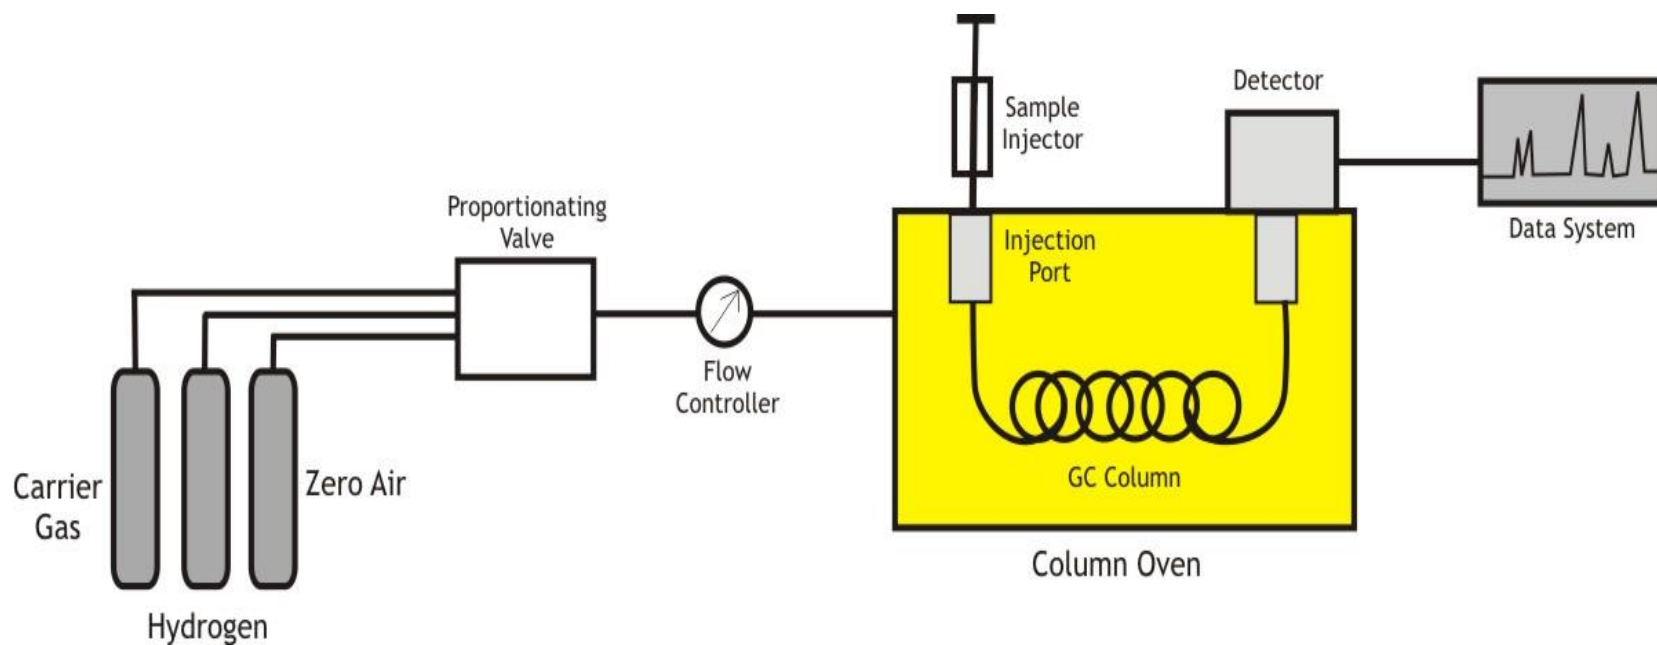 Carrier
Gas
Hydrogen
Zero Air
Proportionating
Valve
Flow
Controller
Sample
Injector
Injection
Port
GC Column
Column Oven
Detector
Data System